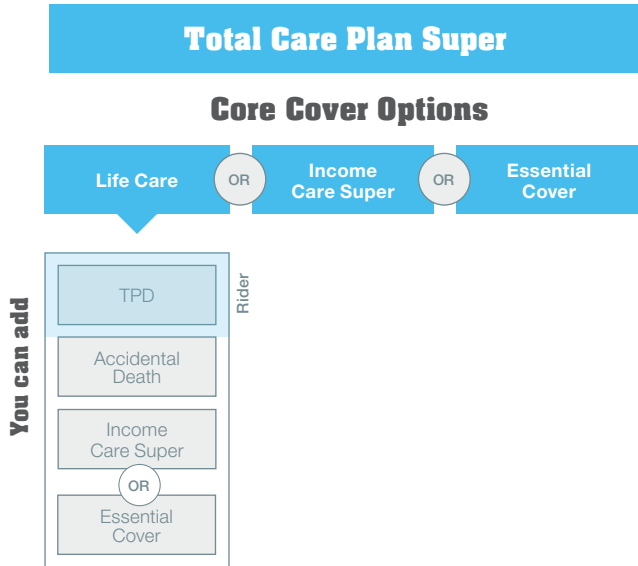 Total Care Plan Super
Core Cover Options
Life Care
OR
Income
Care Super
OR
Essential
Cover
You can add
TPD
Rider
Accidental
Death
Income
Care Super
OR
Essential
Cover